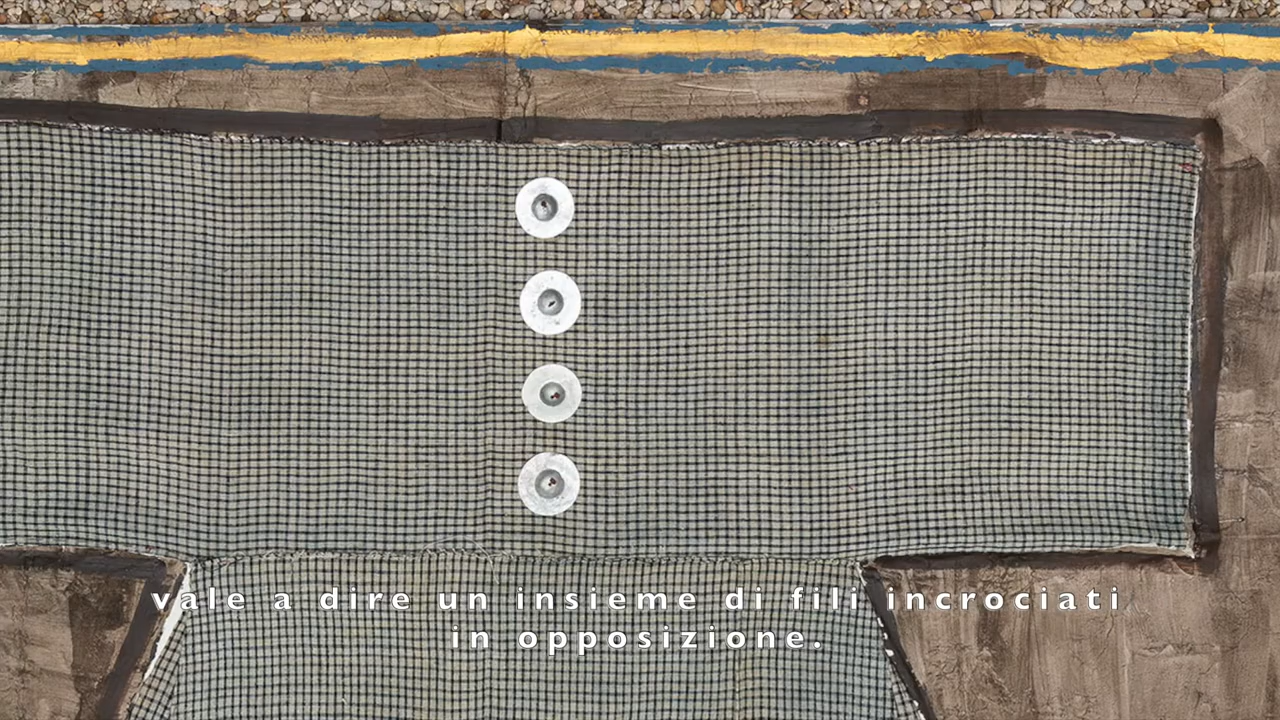 vale a dire un insieme di fili incrociati
in opposizione.